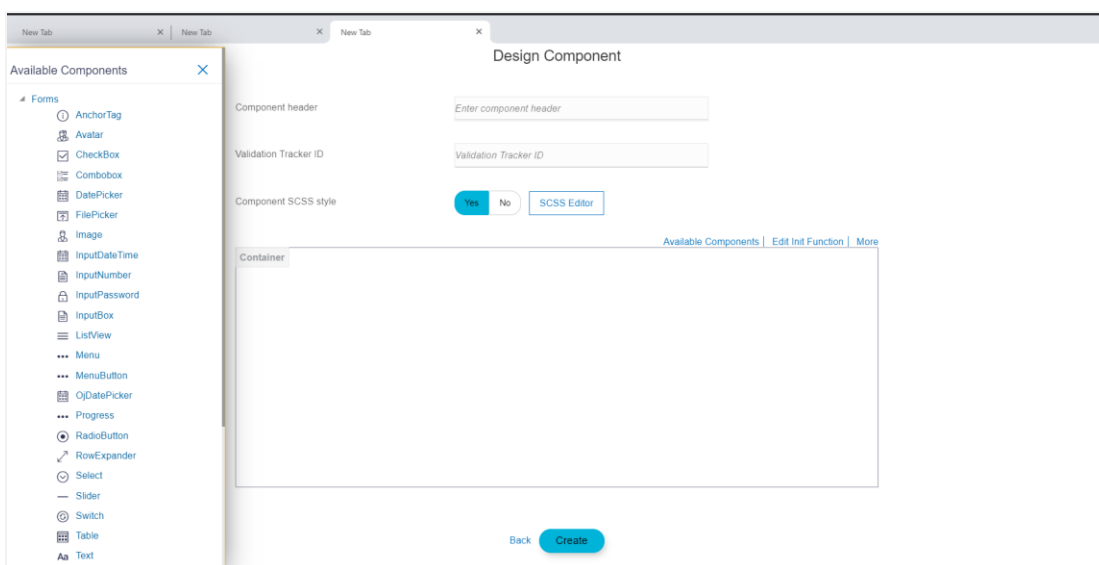 New Tab
New Tab
New Tab
Design Component
Available Components
Forms
AnchorTag
Avatar
CheckBox
Combobox
DatePicker
FilePicker
Image
InputDateTime
InputNumber
InputPassword
InputBox
ListView
Menu
MenuButton
OjDatePicker
Progress
RadioButton
RowExpander
Select
Slider
Switch
Table
Aa Text
Component header
Enter component header
Validation Tracker ID
Validation Tracker ID
Component SCSS style
Yes No SCSS Editor
Available Components | Edit Init Function | More
Container
Back Create